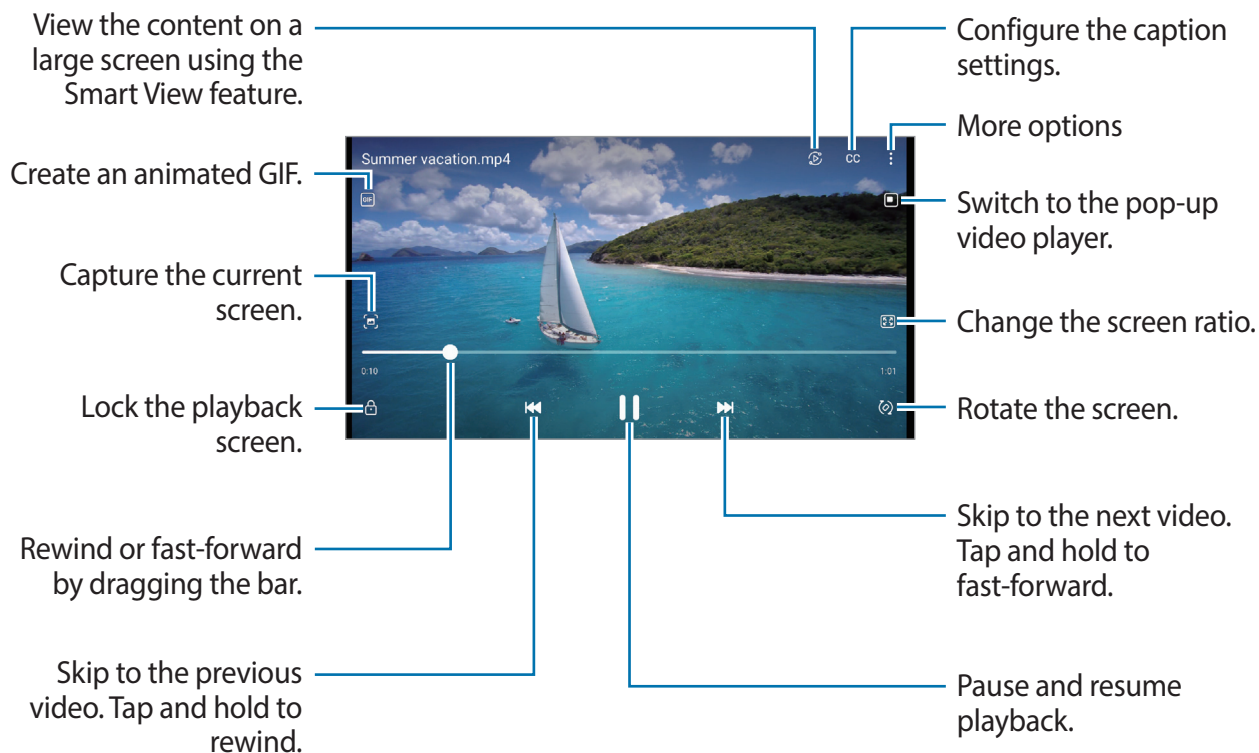 View the content on a
large screen using the
Smart View feature.
Create an animated GIF.
Capture the current
screen.
Lock the playback
screen.
Rewind or fast-forward
by dragging the bar.
Skip to the previous
video. Tap and hold to
rewind.
Summer vacation.mp4
CC
GIF
0:10
1:01
Configure the caption
settings.
More options
Switch to the pop-up
video player.
Change the screen ratio.
Rotate the screen.
Skip to the next video.
Tap and hold to
fast-forward.
Pause and resume
playback.